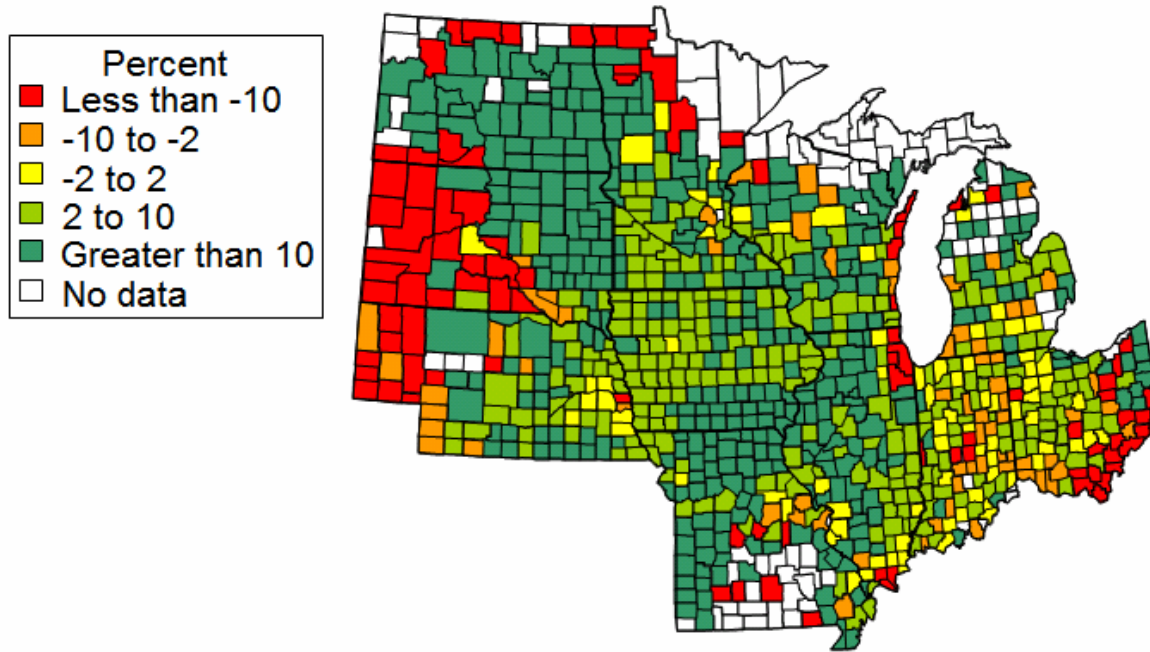 Percent
Less than -10
-10 to -2
-2 to 2
2 to 10
Greater than 10
No data